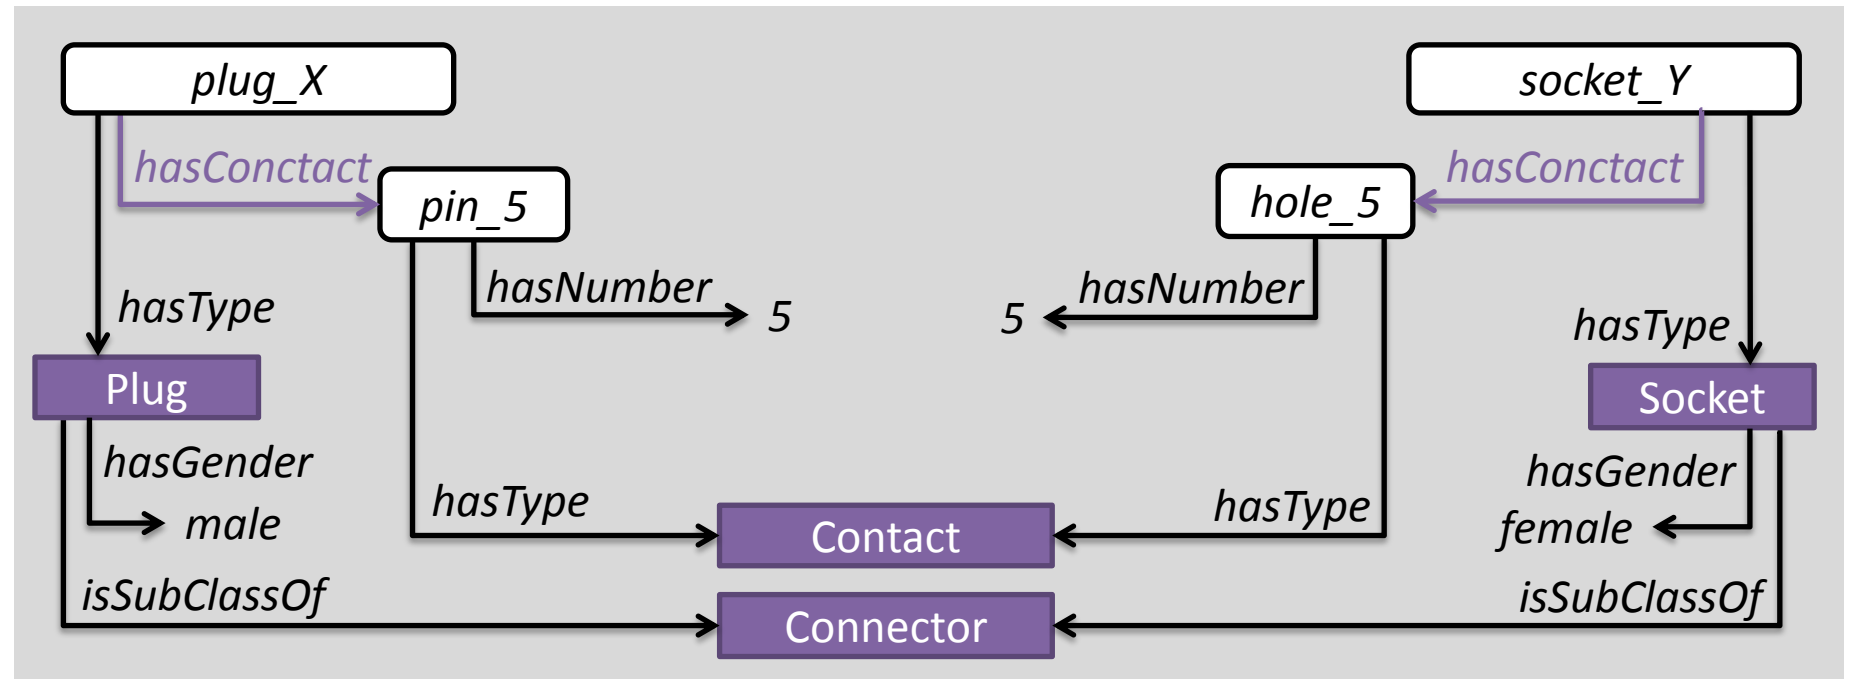 plug_X
socket_Y
hasConctact
hasConctact
pin_5
hole_5
hasNumber
5
5
hasNumber
hasType
hasType
Plug
Socket
hasGender
hasGender
male
female
hasType
hasType
Contact
isSubClassOf
isSubClassOf
Connector